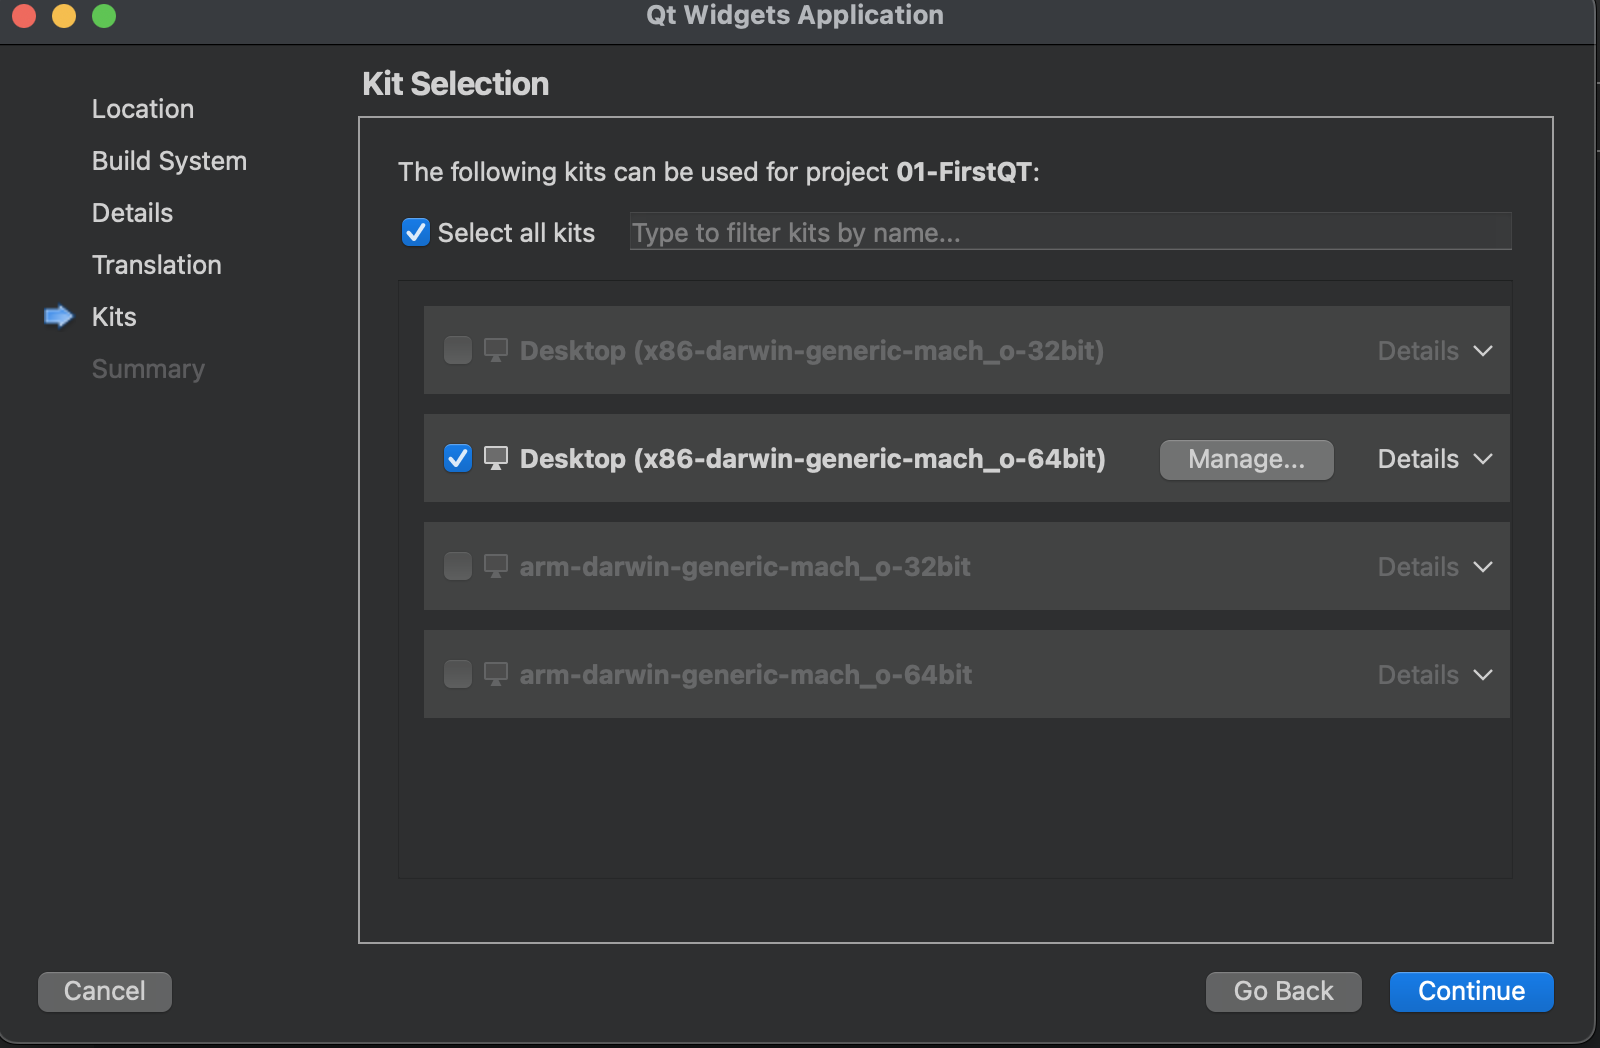 Qt Widgets Application
Location
Build System
Details
Translation
Kits
Summary
Kit Selection
The following kits can be used for project 01-FirstQT:
Select all kits
Type to filter kits by name...
Desktop (x86-darwin-generic-mach_o-32bit) Details
Desktop (x86-darwin-generic-mach_o-64bit) Manage... Details
arm-darwin-generic-mach_o-32bit Details
arm-darwin-generic-mach_o-64bit Details
Cancel Go Back Continue